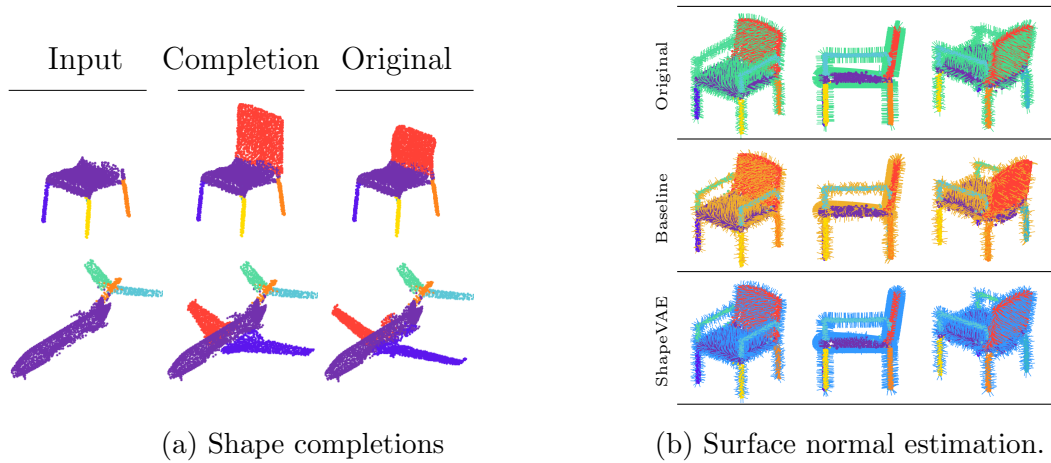 Input Completion Original
(a) Shape completions
Original
Baseline
ShapeVAE
(b) Surface normal estimation.